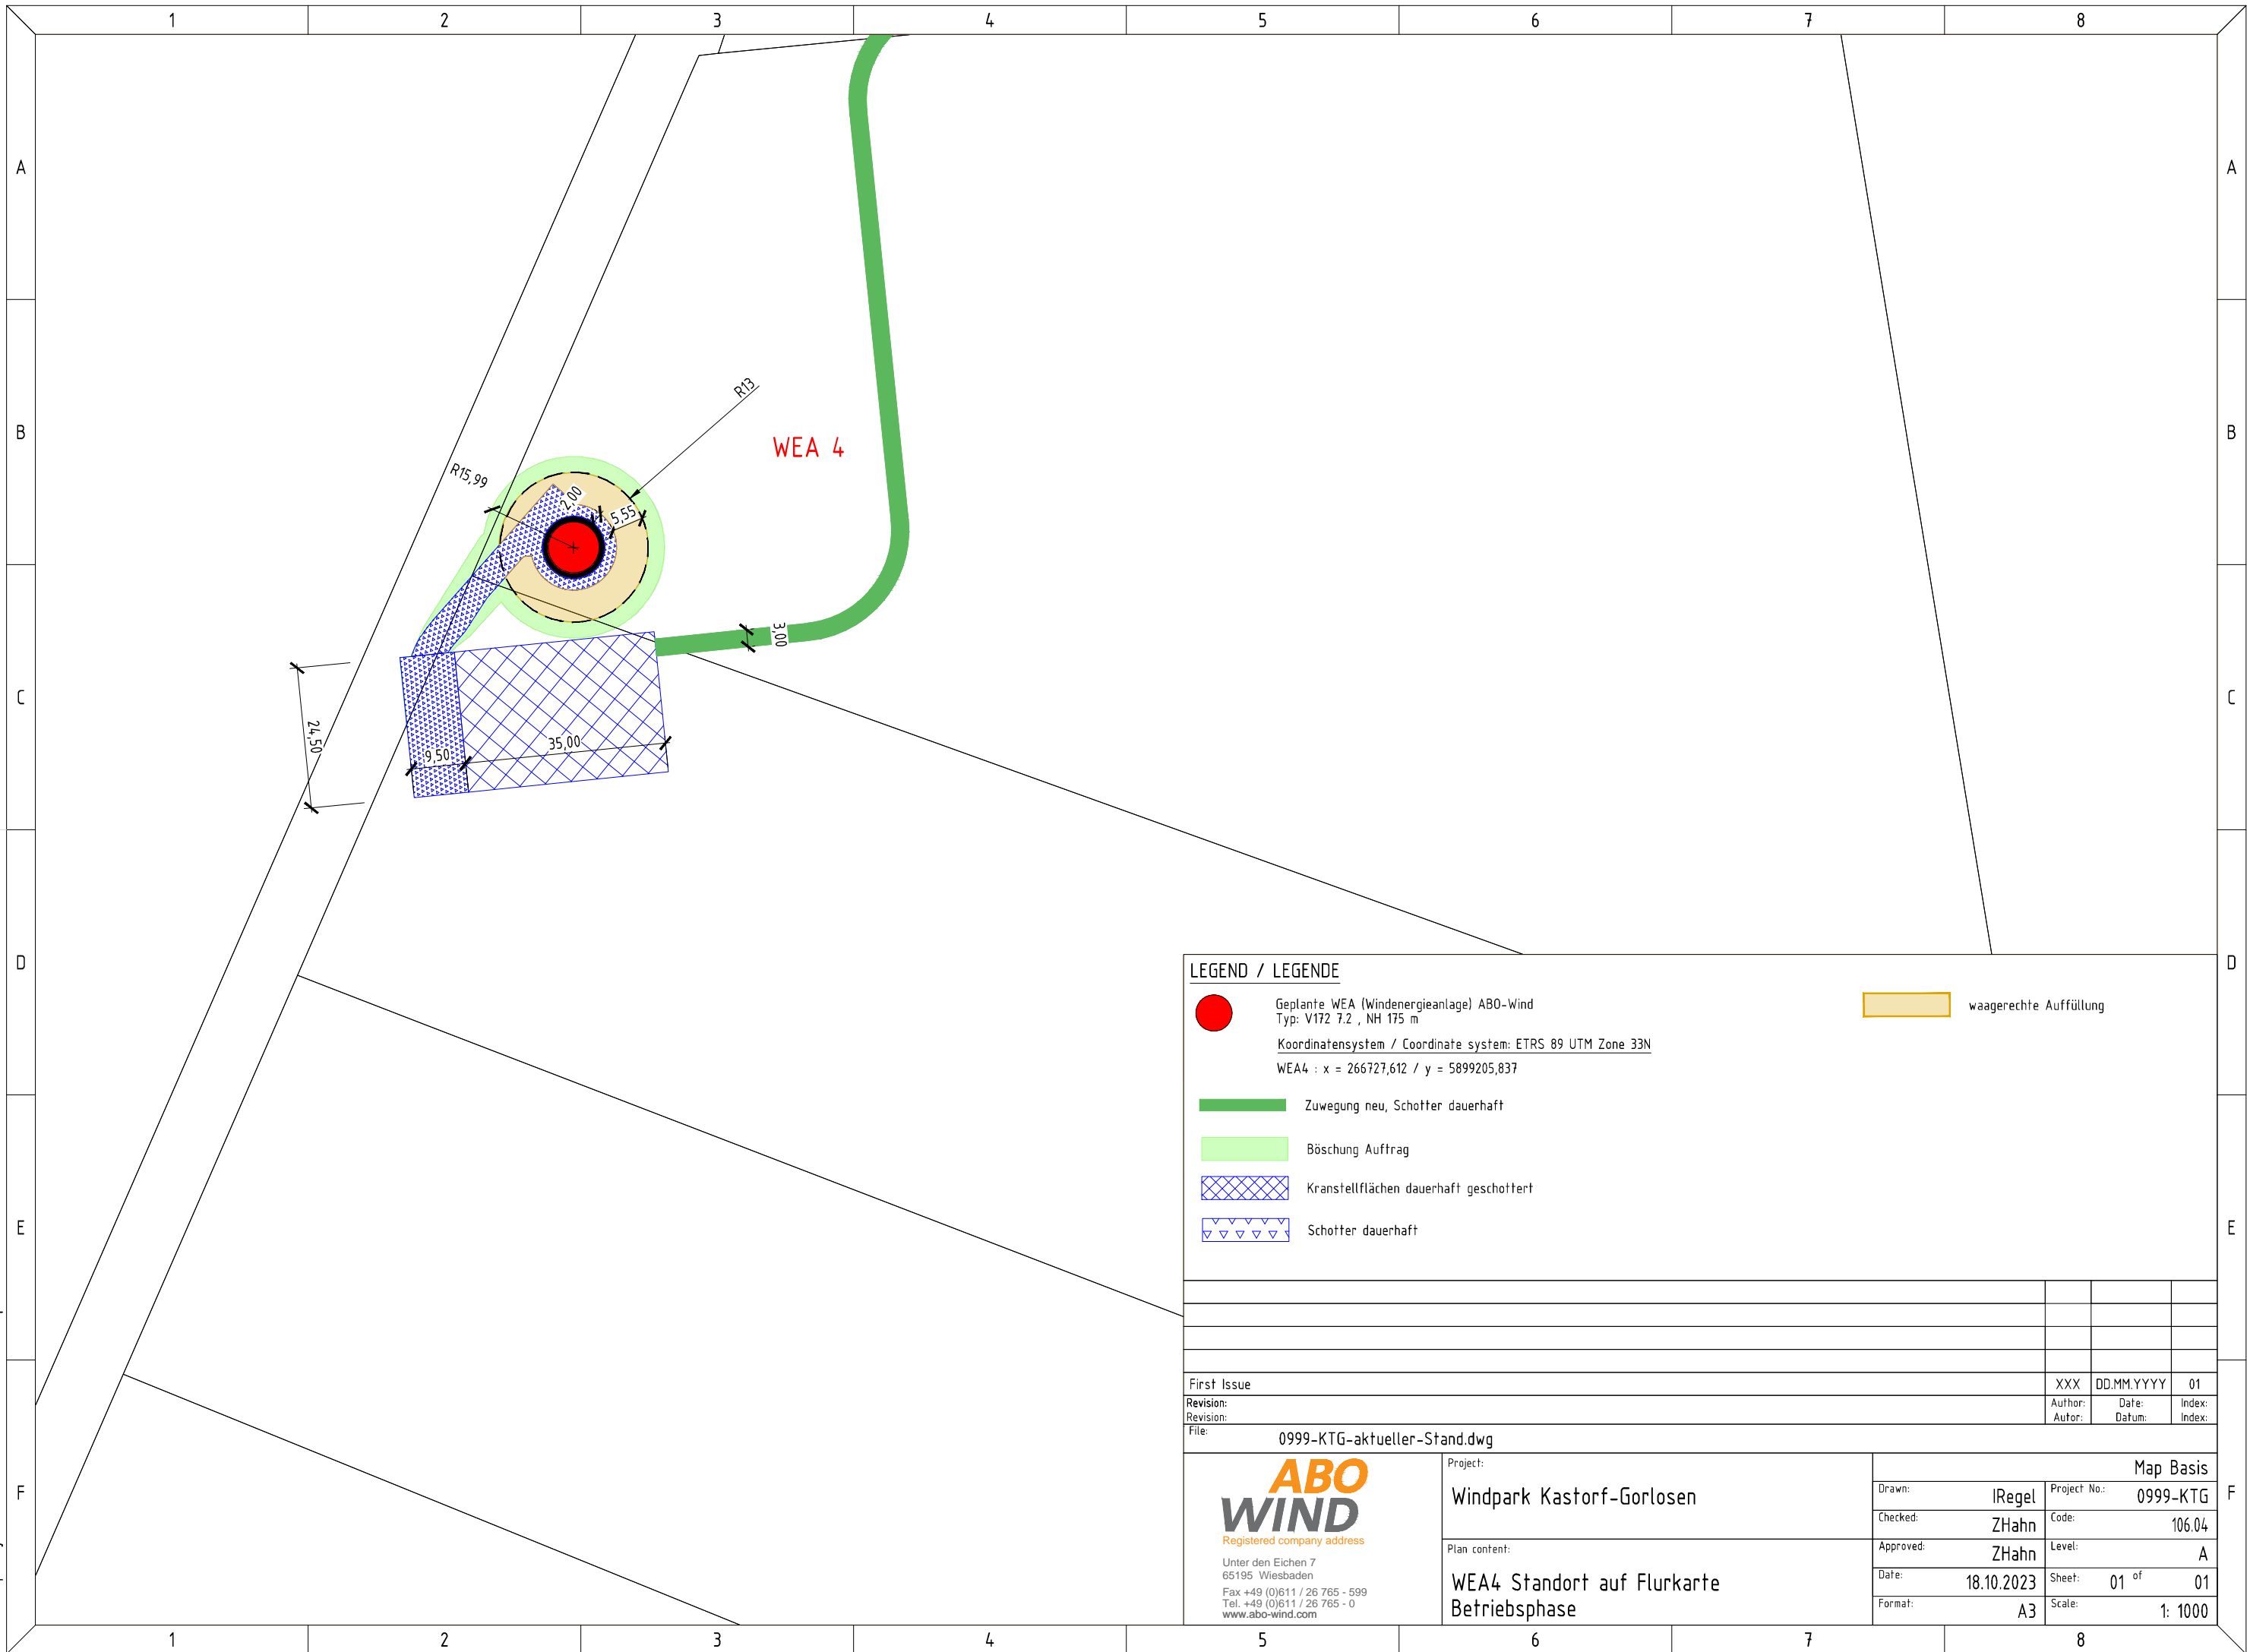 1 2 3 4 5 6 7 8
A A
B B
C C
D D
E E
F F
R13
WEA 4
R15,99
2,00
5,55
3,00
24,50
9,50
35,00
LEGEND / LEGENDE
Geplante WEA (Windenergieanlage) ABO-Wind
Typ: V172 7.2 , NH 175 m
Koordinatensystem / Coordinate system: ETRS 89 UTM Zone 33N
WEA4 : x = 266727,612 / y = 5899205,837
waagerechte Auffüllung
Zuwegung neu, Schotter dauerhaft
Böschung Auftrag
Kranstellflächen dauerhaft geschottert
Schotter dauerhaft
First Issue XXX DD.MM.YYYY 01
Revision: Author: Date: Index:
Revision: Autor: Datum: Index:
File: 0999-KTG-aktueller-Stand.dwg
ABO
WIND
Registered company address
Unter den Eichen 7
65195 Wiesbaden
Fax +49 (0)611 / 26 765 - 599
Tel. +49 (0)611 / 26 765 - 0
www.abo-wind.com
Project:
Windpark Kastorf-Gorlosen
Plan content:
WEA4 Standort auf Flurkarte
Betriebsphase
Map Basis
Drawn: IRegel Project No.: 0999-KTG
Checked: ZHahn Code: 106.04
Approved: ZHahn Level: A
Date: 18.10.2023 Sheet: 01 of 01
Format: A3 Scale: 1: 1000
1 2 3 4 5 6 7 8